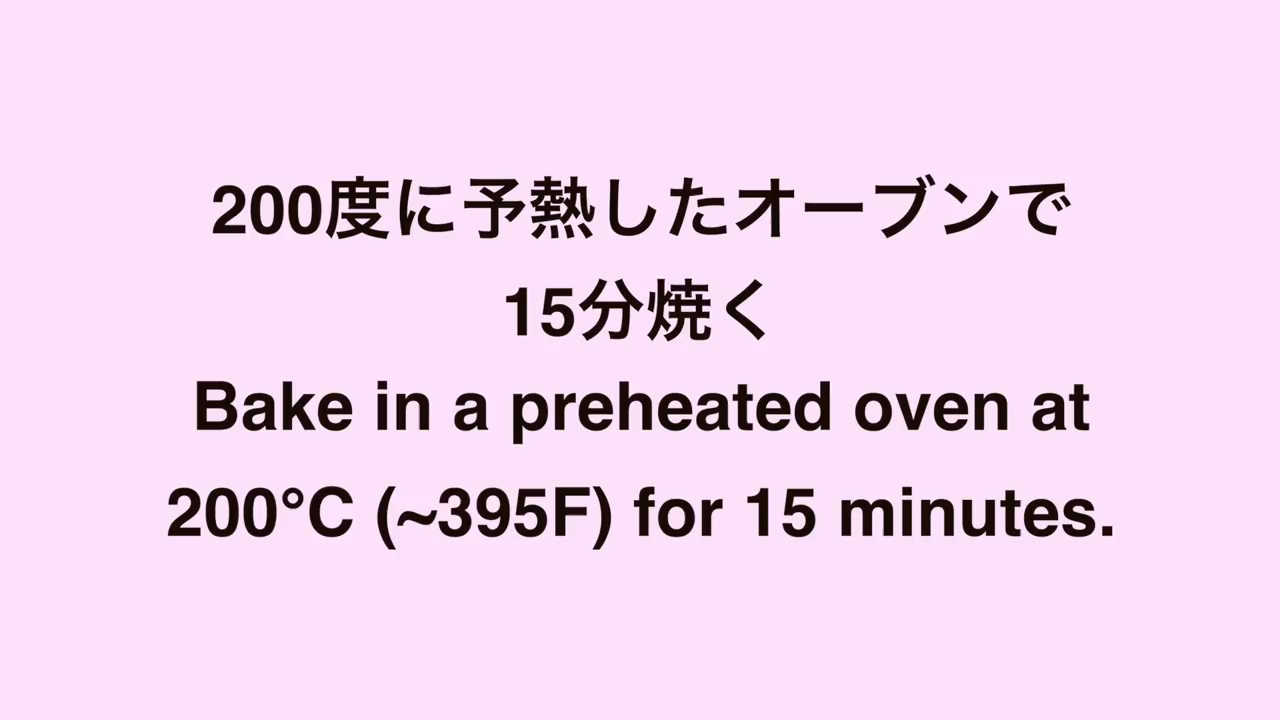 200度に予熱したオーブンで
15分焼く
Bake in a preheated oven at
200°C (~395F) for 15 minutes.